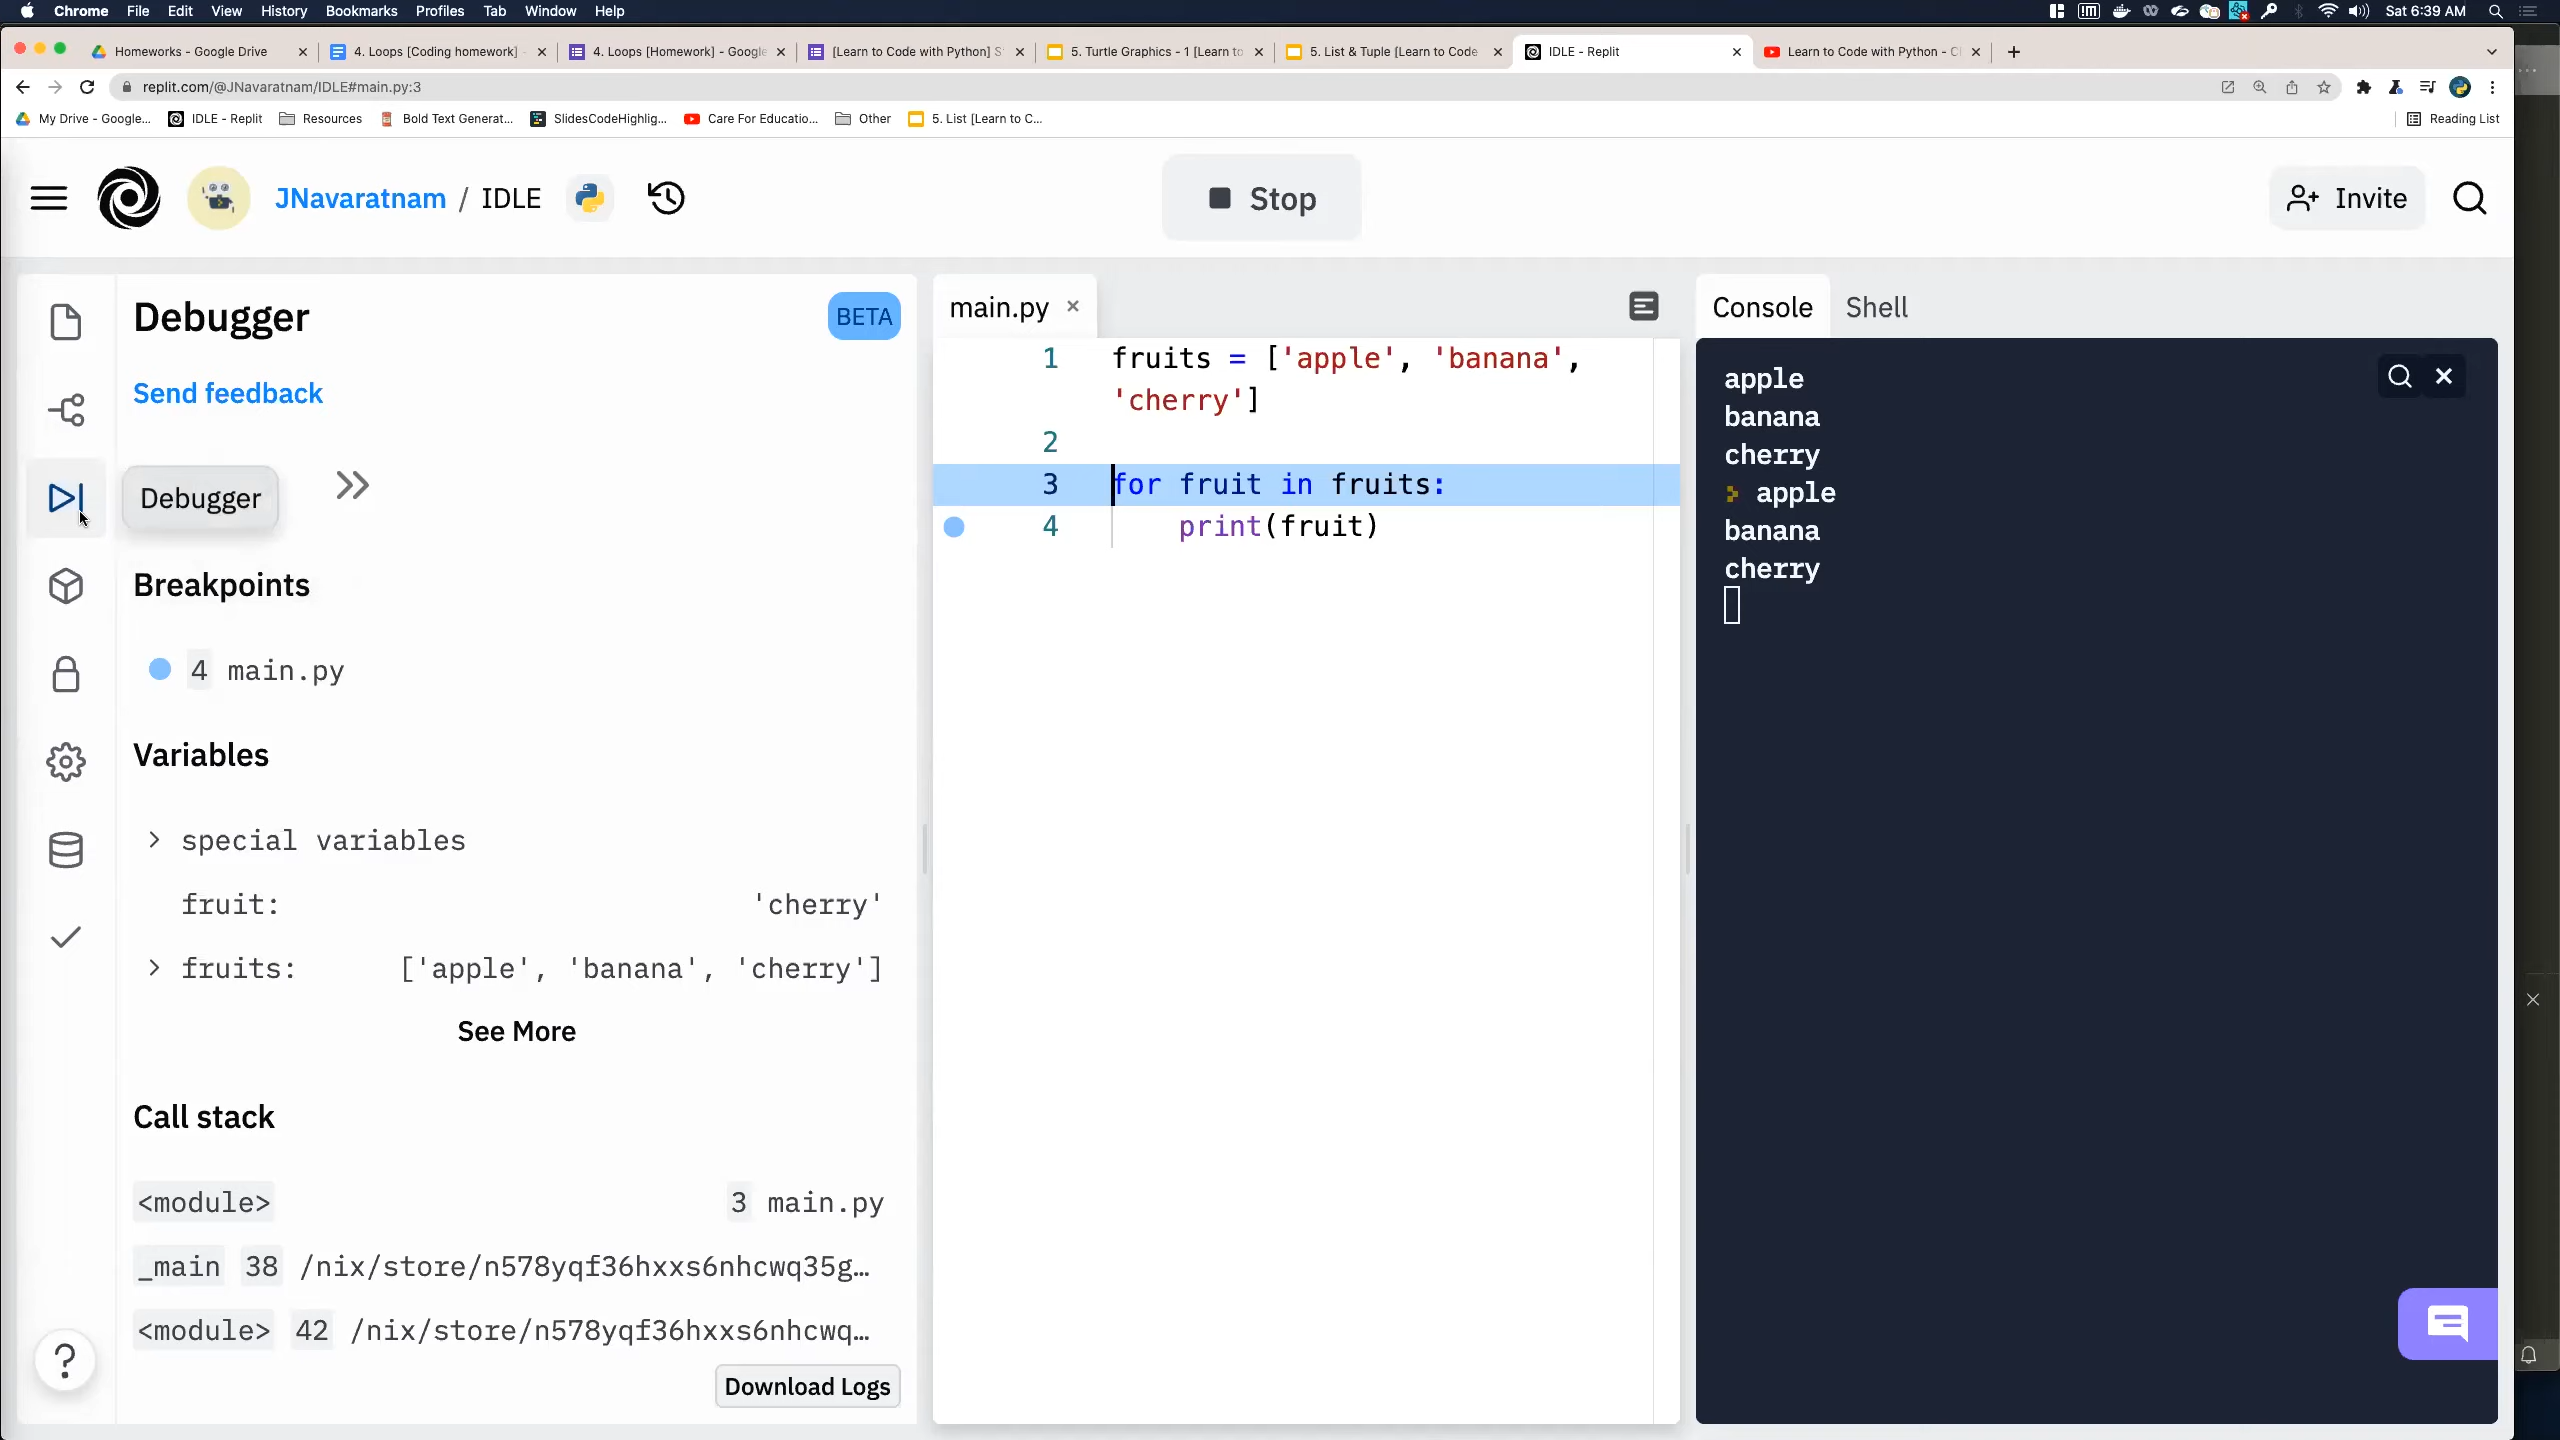 Chrome File Edit View History Bookmarks Profiles Tab Window Help Sat 6:39 AM
Homeworks - Google Drive 4. Loops [Coding homework] - 4. Loops [Homework] - Google [Learn to Code with Python] S 5. Turtle Graphics - 1 [Learn to 5. List & Tuple [Learn to Code IDLE - Replit Learn to Code with Python - Cl
replit.com/@JNavaratnam/IDLE#main.py:3
My Drive - Google... IDLE - Replit Resources Bold Text Generat... SlidesCodeHighlig... Care For Educatio... Other 5. List [Learn to C... Reading List
JNavaratnam / IDLE Stop Invite
Debugger BETA
Send feedback
Debugger
Breakpoints
4 main.py
Variables
special variables
fruit: 'cherry'
fruits: ['apple', 'banana', 'cherry']
See More
Call stack
<module> 3 main.py
_main 38 /nix/store/n578yqf36hxxs6nhcwq35g…
<module> 42 /nix/store/n578yqf36hxxs6nhcwq…
Download Logs
main.py
1 fruits = ['apple', 'banana',
'cherry']
2
3 for fruit in fruits:
4 print(fruit)
Console Shell
apple
banana
cherry
> apple
banana
cherry